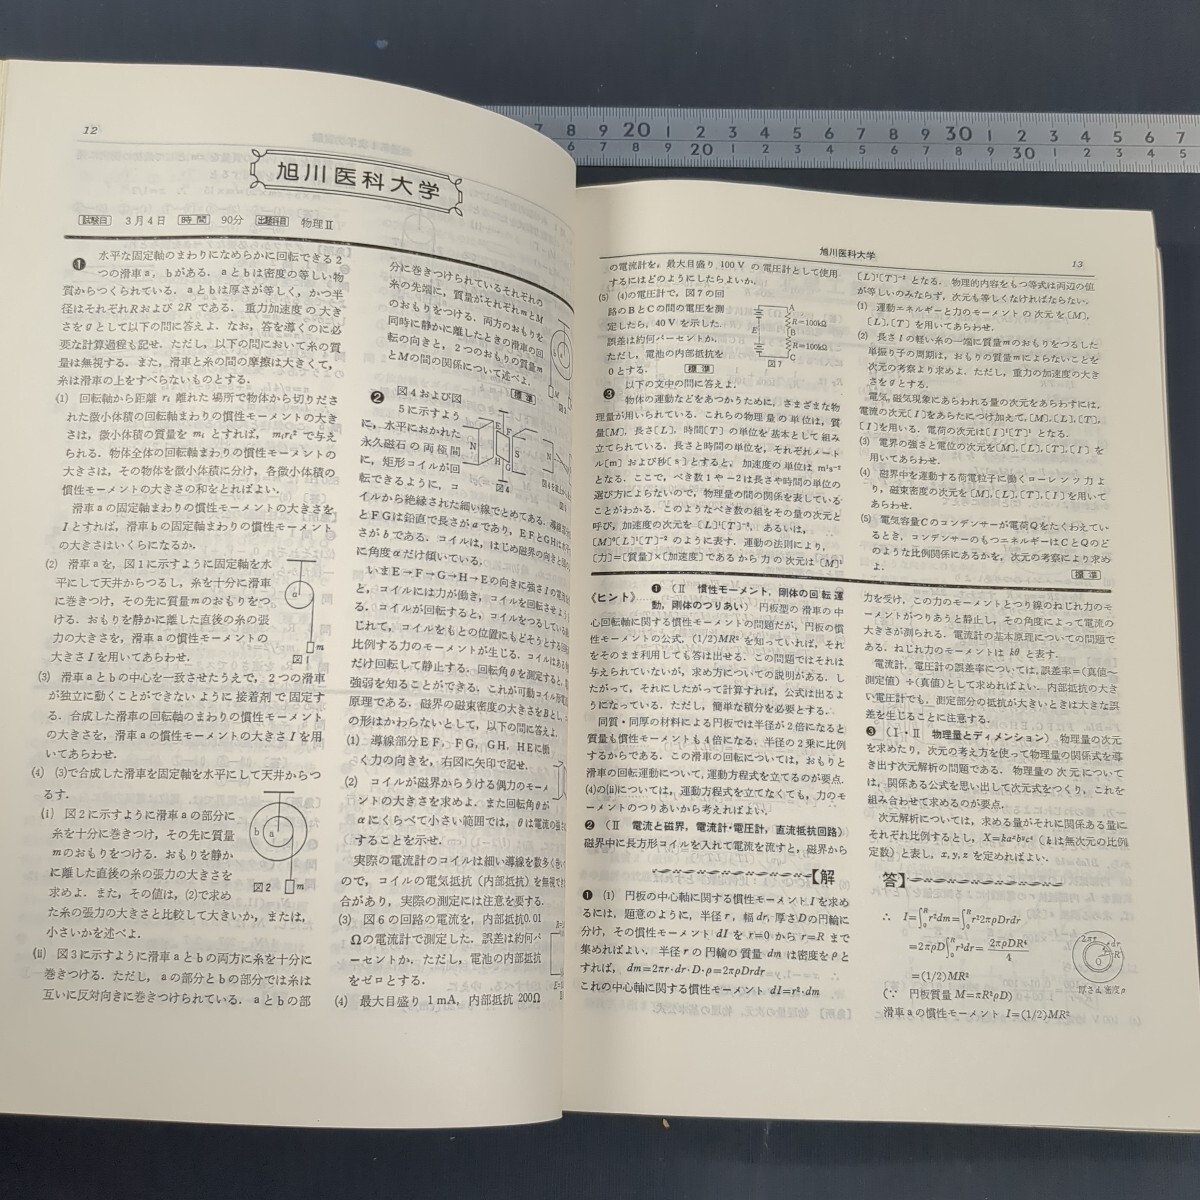 12
旭川医科大学
試験日 3月4日 時間 90分 出題科目 物理Ⅱ
❶ 水平な固定軸のまわりになめらかに回転できる2
つの滑車a,bがある.aとbは密度の等しい物
質からつくられている.aとbは厚さが等しく,かつ半
径はそれぞれRおよび2Rである.重力加速度の大き
さをgとして以下の問に答えよ.なお,答を導くのに必
要な計算過程も記せ.ただし,以下の問において糸の質
量は無視する.また,滑車と糸の間の摩擦は大きくて,
糸は滑車の上をすべらないものとする.
(1) 回転軸から距離 ri 離れた場所で物体から切りださ
れた微小体積の回転軸まわりの慣性モーメントの大き
さは,微小体積の質量を mi とすれば, miri² で与え
られる.物体全体の回転軸まわりの慣性モーメントの
大きさは,その物体を微小体積に分け,各微小体積の
慣性モーメントの大きさの和をとればよい.
滑車aの固定軸まわりの慣性モーメントの大きさを
Iとすれば,滑車bの固定軸まわりの慣性モーメント
の大きさはいくらになるか.
(2) 滑車aを,図1に示すように固定軸を水
平にして天井からつるし,糸を十分に滑車
に巻きつけ,その先に質量mのおもりをつ
ける.おもりを静かに離した直後の糸の張
力の大きさを,滑車aの慣性モーメントの
大きさIを用いてあらわせ.
a
m
図1
(3) 滑車aとbの中心を一致させたうえで,2つの滑車
が独立に動くことができないように接着剤で固定す
る.合成した滑車の回転軸のまわりの慣性モーメント
の大きさを,滑車aの慣性モーメントの大きさIを用
いてあらわせ.
(4) (3)で合成した滑車を固定軸を水平にして天井からつ
るす.
(i) 図2に示すように滑車aの部分に
糸を十分に巻きつけ,その先に質量
mのおもりをつける.おもりを静か
に離した直後の糸の張力の大きさを
求めよ.また,その値は,(2)で求め
た糸の張力の大きさと比較して大きいか,または,
小さいかを述べよ.
b a
図2 m
(ii) 図3に示すように滑車aとbの両方に糸を十分に
巻きつける.ただし,aの部分とbの部分では糸は
互いに反対向きに巻きつけられている.aとbの部
分に巻きつけられているそれぞれの
糸の先端に,質量がそれぞれmとM
のおもりをつける.両方のおもりを
同時に静かに離したときの滑車の回
転の向きと,2つのおもりの質量m
とMの間の関係について述べよ.
標準
❷ 図4および図
5に示すよう
に,水平におかれた
永久磁石の両極間
に,矩形コイルが回
転できるように,コ
イルから絶縁された細い線でとめてある.
とFGは鉛直で長さがaであり,EFとGHは
さがbである.コイルは,はじめ磁界の向きと
に角度αだけ傾いている.
いまE→F→G→H→Eの向きに強さIの電流を
と,コイルには力が働き,コイルを回転させよう
る.コイルが回転すると,コイルをつるしている
じれて,コイルをもとの位置にもどそうとする
比例する力のモーメントが生じる.コイルは
だけ回転して静止する.回転角θを測定すると,
強弱を知ることができる.これが可動コイル形
原理である.磁界の磁束密度の大きさをBとし,
の形はかわらないとして,以下の問に答えよ.
(1) 導線部分EF,FG,GH,HEに働
く力の向きを,右図に矢印で記せ.
(2) コイルが磁界からうける偶力のモーメ
ントの大きさを求めよ.また回転角θが
αにくらべて小さい範囲では,θは電流の強さに
することを示せ.
実際の電流計のコイルは細い導線を数多く巻い
ので,コイルの電気抵抗(内部抵抗)を無視で
合があり,実際の測定には注意を要する.
(3) 図6の回路の電流を,内部抵抗0.01
Ωの電流計で測定した.誤差は約何パ
ーセントか.ただし,電池の内部抵抗
をゼロとする.
(4) 最大目盛り1mA,内部抵抗 200Ω
N S
E F
H G
図4
旭川医科大学
13
の電流計を,最大目盛り100Vの電圧計として使用
するにはどのようにしたらよいか.
(5) (4)の電圧計で,図7の回
路のBとCの間の電圧を測
定したら,40Vを示した.
誤差は約何パーセントか.
ただし,電池の内部抵抗を
0とする.
標準
A
R=100kΩ
E B
R=100kΩ
C
図7
❸ 以下の文中の問に答えよ.
物体の運動などをあつかうために,さまざまな物
理量が用いられている.これらの物理量の単位は,質
量[M],長さ[L],時間[T]の単位を基本として組み
立てられている.長さと時間の単位を,それぞれメート
ル[m]および秒[s]とすると,加速度の単位はm¹s⁻²
となる.ここで,べき数1や−2は長さや時間の単位の
選び方によらないので,物理量の間の関係を表している
ことがわかる.このようなべき数の組をその量の次元と
呼び,加速度の次元を [L]¹[T]⁻²,あるいは,
[M]⁰[L]¹[T]⁻² のように表す.運動の法則により,
[力]=[質量]×[加速度]であるから力の次元は[M]¹
[L]¹[T]⁻² となる.物理的内容をもつ等式は両辺の値
が等しいのみならず,次元も等しくなければならない.
(1) 運動エネルギーと力のモーメントの次元を[M],
[L],[T]を用いてあらわせ.
(2) 長さlの軽い糸の一端に質量mのおもりをつるした
単振り子の周期は,おもりの質量mによらないことを
次元の考察より求めよ.ただし,重力の加速度の大き
さをgとする.
電気,磁気現象にあらわれる量の次元をあらわすには,
電流の次元[I]をあらたにつけ加えて,[M],[L],[T],
[I]を用いる.電荷の次元は[I]¹[T]¹ となる.
(3) 電界の強さと電位の次元を[M],[L],[T],[I]を
用いてあらわせ.
(4) 磁界中を運動する荷電粒子に働くローレンツ力よ
り,磁束密度の次元を[M],[L],[T],[I]を用いて
あらわせ.
(5) 電気容量Cのコンデンサーが電荷Qをたくわえてい
るとき,コンデンサーのもつエネルギーはCとQのど
のような比例関係にあるかを,次元の考察により求め
よ.
標準
《ヒント》 ❶ (Ⅱ 慣性モーメント,剛体の回転運
動,剛体のつりあい) 円板型の滑車の中
心回転軸に関する慣性モーメントの問題だが,円板の慣
性モーメントの公式,(1/2)MR² を知っていれば,それ
をそのまま利用しても答は出せる.この問題ではそれは
与えられていないが,求め方についての説明がある.し
たがって,それにしたがって計算すれば,公式は出るよ
うになっている.ただし,簡単な積分を必要とする.
同質・同厚の材料による円板では半径が2倍になると
質量も慣性モーメントも4倍になる.半径の2乗に比例
するからである.この滑車の回転については,おもりと
滑車の回転運動について,運動方程式を立てるのが要点.
(4)の(ii)については,運動方程式を立てなくても,力のモ
ーメントのつりあいから考えればよい.
❷ (Ⅱ 電流と磁界,電流計・電圧計,直流抵抗回路)
磁界中に長方形コイルを入れて電流を流すと,磁界から
力を受け,この力のモーメントとつり線のねじれ力のモ
ーメントがつりあうと静止し,その角度によって電流の
大きさが測られる.電流計の基本原理についての問題で
ある.ねじれ力のモーメントは kθ と表す.
電流計,電圧計の誤差率については,誤差率=(真値〜
測定値)÷(真値)として求めればよい.内部抵抗の大き
い電圧計でも,測定部分の抵抗が大きいときは大きな誤
差を生じることに注意する.
❸ (Ⅰ・Ⅱ 物理量とディメンション) 物理量の次元
を求めたり,次元の考え方を使って物理量の関係式を導
き出す次元解析の問題である.物理量の次元について
は,関係ある公式を思い出して次元式をつくり,これを
組み合わせて求めるのが要点.
次元解析については,求める量がそれに関係ある量に
それぞれ比例するとし,X=kaˣbʸcᶻ (kは無次元の比例
定数)と表し,x,y,zを定めればよい.
【解 答】
❶ (1) 円板の中心軸に関する慣性モーメントIを求め
るには,題意のように,半径r,幅dr,厚さDの円輪に
分け,その慣性モーメント dI を r=0 から r=R まで
集めればよい.半径rの円輪の質量 dm は密度をρと
すれば, dm=2πr·dr·D·ρ=2πρDrdr
これの中心軸に関する慣性モーメント dI=r²·dm
∴ I=∫₀ᴿr²dm=∫₀ᴿr²2πρDrdr
=2πρD∫₀ᴿr³dr=2πρDR⁴/4
=(1/2)MR²
(∵ 円板質量 M=πR²ρD)
滑車aの慣性モーメント I=(1/2)MR²
2πr
dr
R
厚さd,密度ρ
7 8 9 20 1 2 3 4 5 6 7 8 9 30 1 2 3 4 5 6 7